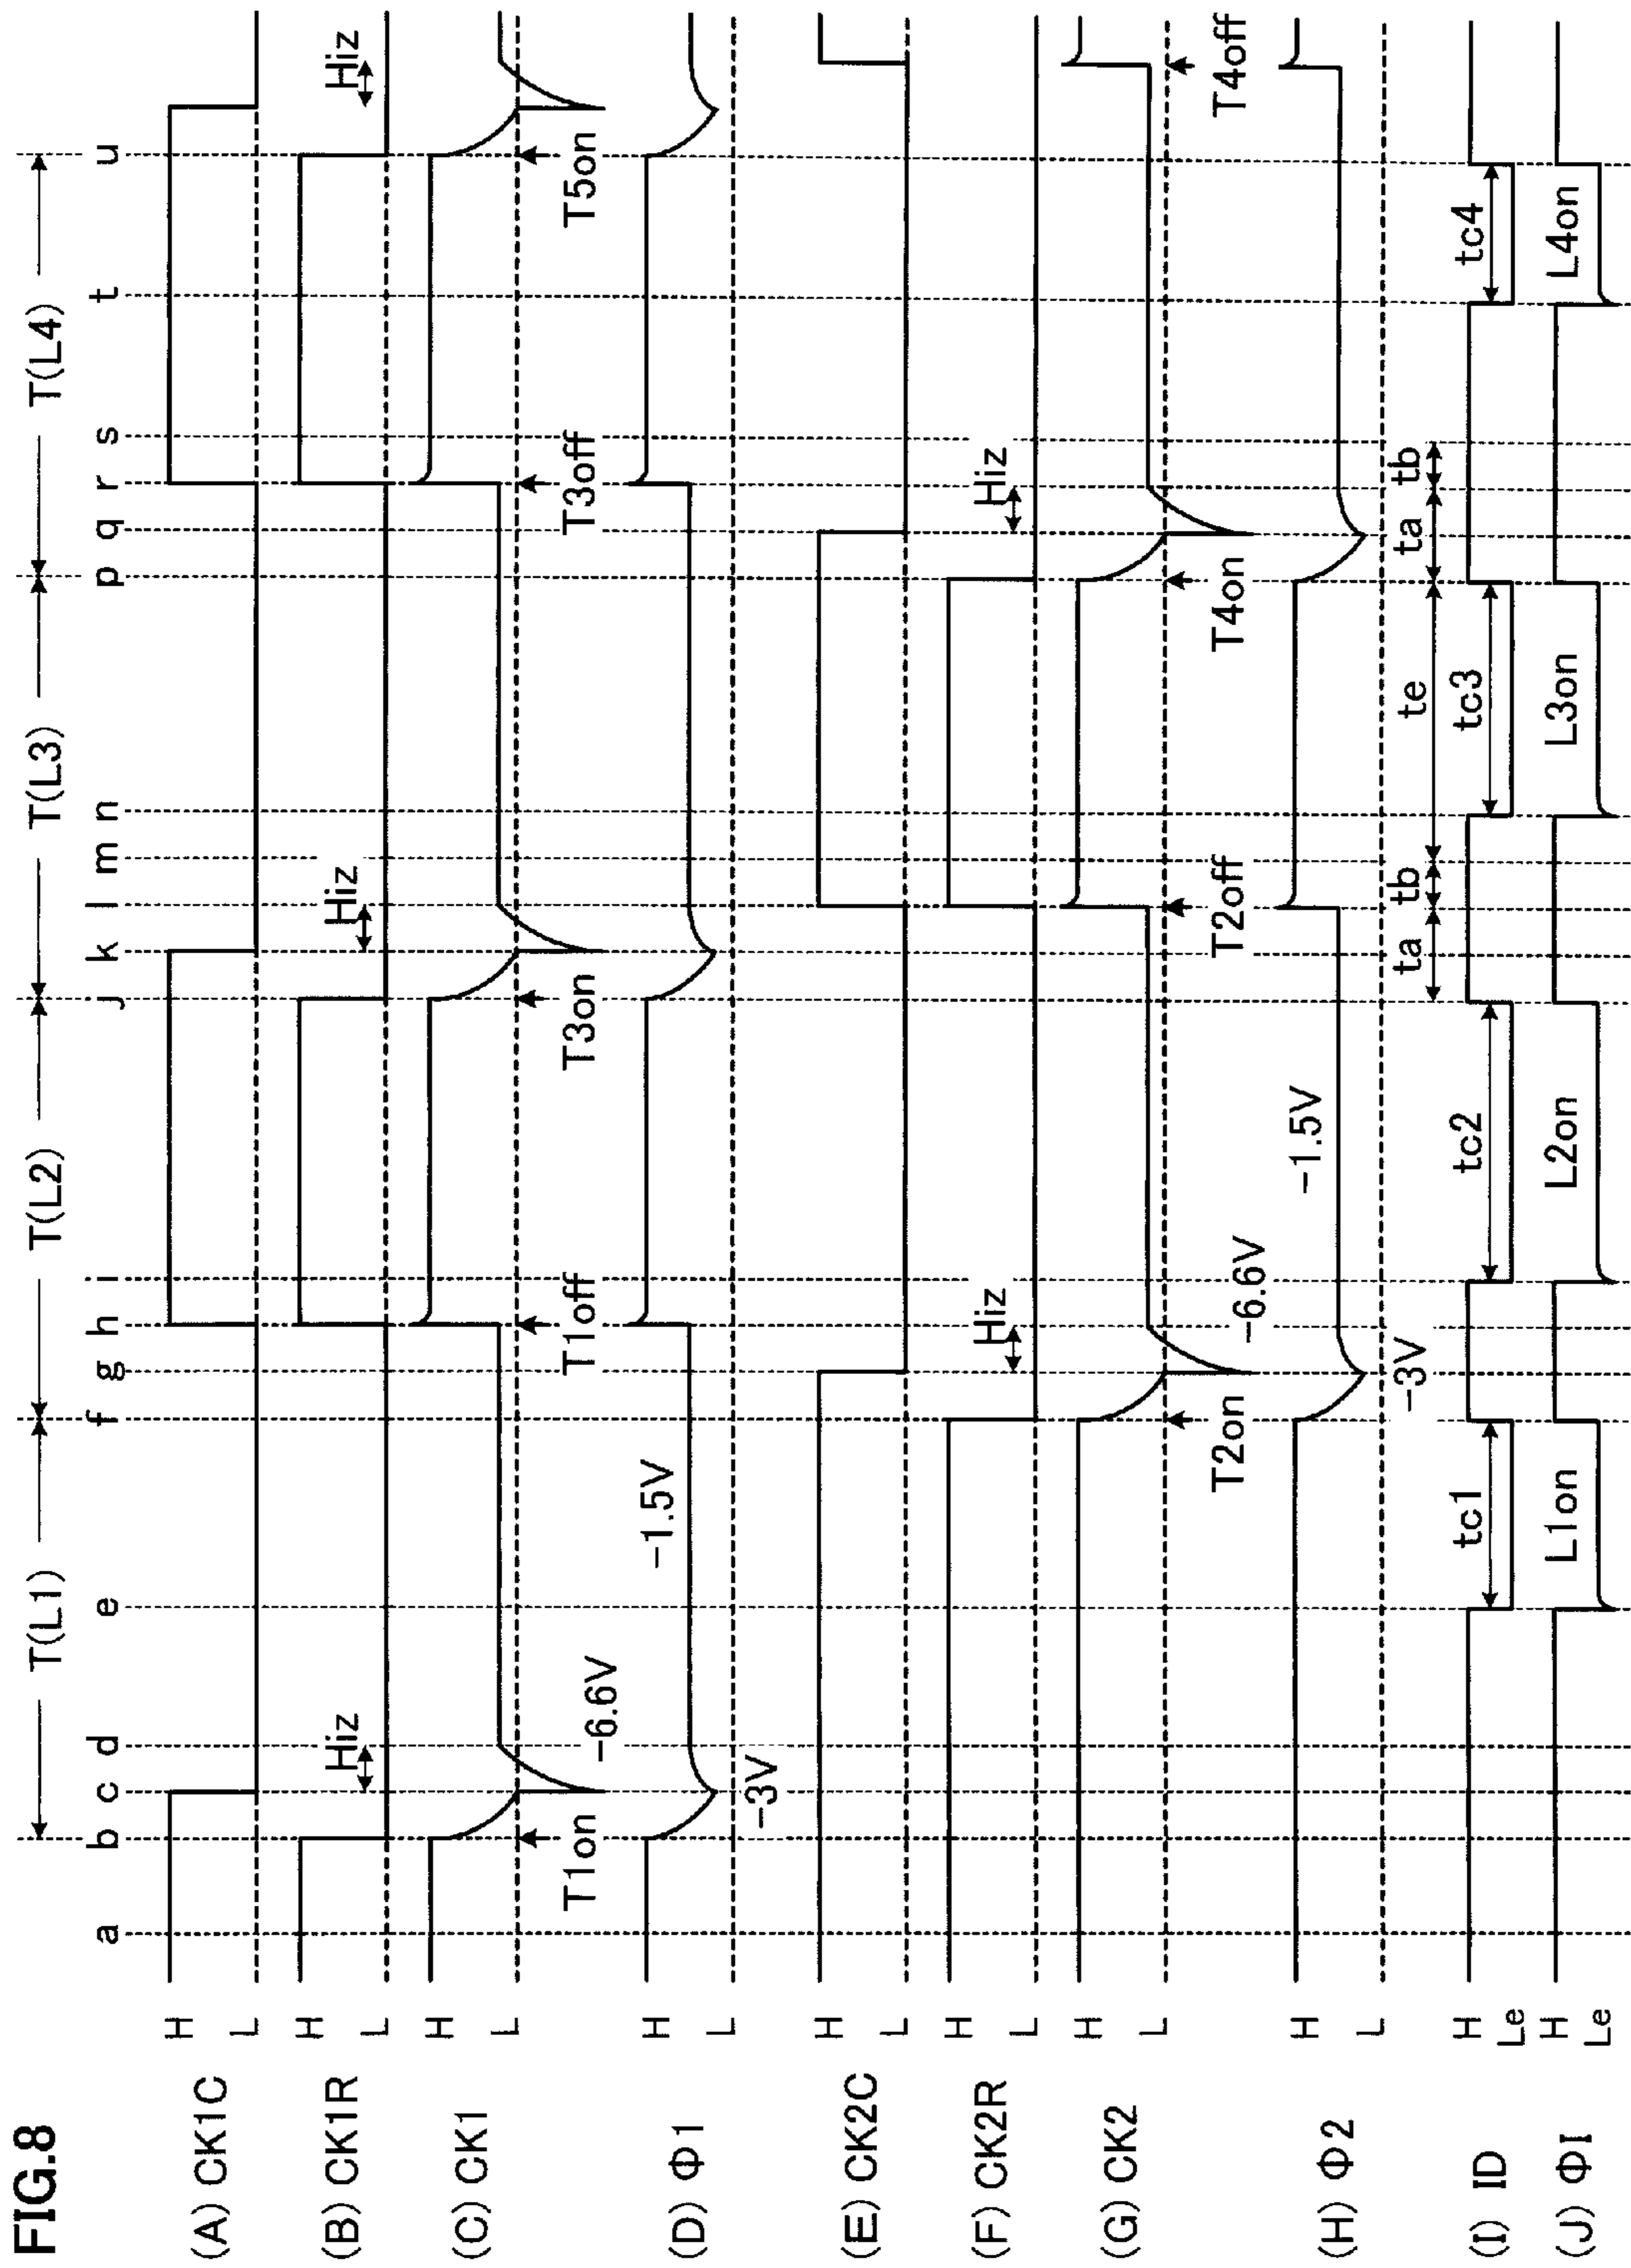 FIG.8
T(L1) T(L2) T(L3) T(L4)
a b c d e f g h i j k l m n p q r s t u
(A) CK1C H L
(B) CK1R H L Hiz Hiz Hiz
(C) CK1 H L
T1on -6.6V T1off T3on T3off T5on
(D) Φ1 H L -1.5V
-3V
(E) CK2C H L
(F) CK2R H L Hiz Hiz
(G) CK2 H L
T2on -6.6V T2off T4on T4off
(H) Φ2 H L -1.5V
-3V
ta tb te ta tb
(I) ID H Le tc1 tc2 tc3 tc4
(J) ΦI H Le L1on L2on L3on L4on